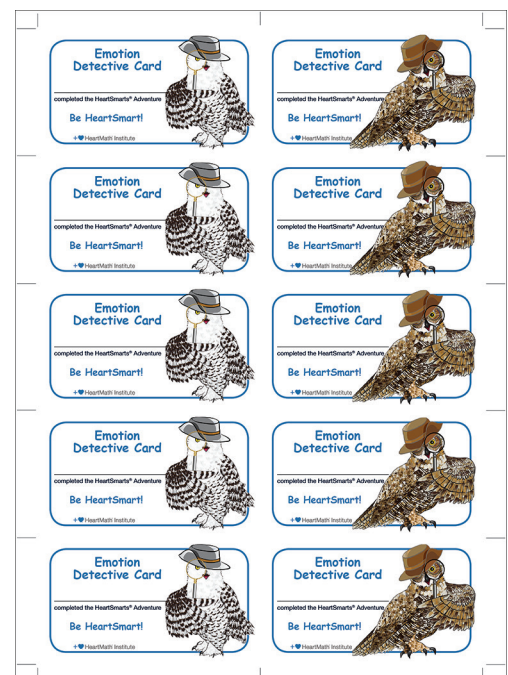 Emotion
Detective Card
completed the HeartSmarts® Adventure
Be HeartSmart!
+ HeartMath Institute
Emotion
Detective Card
completed the HeartSmarts® Adventure
Be HeartSmart!
+ HeartMath Institute
Emotion
Detective Card
completed the HeartSmarts® Adventure
Be HeartSmart!
+ HeartMath Institute
Emotion
Detective Card
completed the HeartSmarts® Adventure
Be HeartSmart!
+ HeartMath Institute
Emotion
Detective Card
completed the HeartSmarts® Adventure
Be HeartSmart!
+ HeartMath Institute
Emotion
Detective Card
completed the HeartSmarts® Adventure
Be HeartSmart!
+ HeartMath Institute
Emotion
Detective Card
completed the HeartSmarts® Adventure
Be HeartSmart!
+ HeartMath Institute
Emotion
Detective Card
completed the HeartSmarts® Adventure
Be HeartSmart!
+ HeartMath Institute
Emotion
Detective Card
completed the HeartSmarts® Adventure
Be HeartSmart!
+ HeartMath Institute
Emotion
Detective Card
completed the HeartSmarts® Adventure
Be HeartSmart!
+ HeartMath Institute